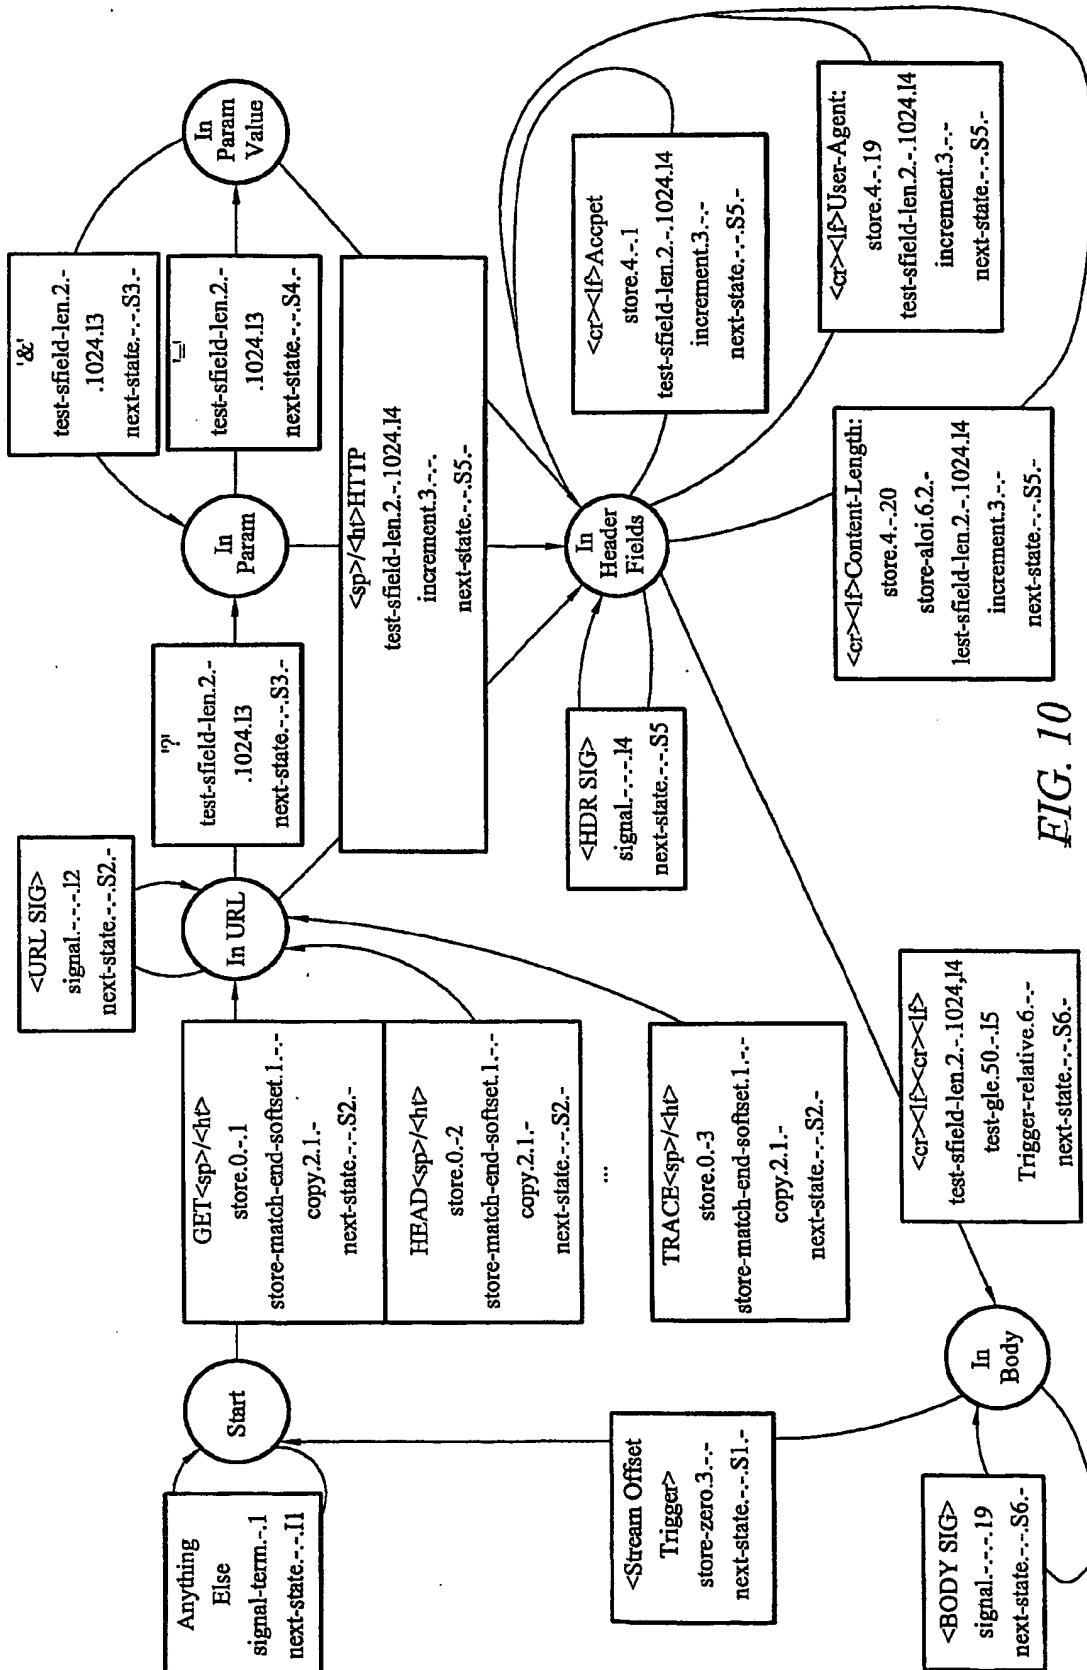 Anything
Else
signal-term.-.1
next-state.-.-.I1
Start
GET<sp>/<ht>
store.0.-.1
store-match-end-softset.1.-.-
copy.2.1.-
next-state.-.-.S2.-
HEAD<sp>/<ht>
store.0.-2
store-match-end-softset.1.-.-
copy.2.1.-
next-state.-.-.S2.-
...
TRACE<sp>/<ht>
store.0.-3
store-match-end-softset.1.-.-
copy.2.1.-
next-state.-.-.S2.-
<URL SIG>
signal.-.-.-.12
next-state.-.-.S2.-
In URL
'?'
test-sfield-len.2.-
.1024.13
next-state.-.-.S3.-
In
Param
'&'
test-sfield-len.2.-
.1024.13
next-state.-.-.S3.-
'='
test-sfield-len.2.-
.1024.13
next-state.-.-.S4.-
In
Param
Value
<sp>/<ht>HTTP
test-sfield-len.2.-.1024.14
increment.3.-.-.
next-state.-.-.S5.-
<HDR SIG>
signal.-.-.-.14
next-state.-.-.S5
In
Header
Fields
<cr><lf>Accpet
store.4.-.1
test-sfield-len.2.-.1024.14
increment.3.-.-
next-state.-.-.S5.-
<cr><lf>User-Agent:
store.4.-.19
test-sfield-len.2.-.1024.14
increment.3.-.-
next-state.-.-.S5.-
<cr><lf>Content-Length:
store.4.-.20
store-aloi.6.2.-
test-sfield-len.2.-.1024.14
increment.3.-.-
next-state.-.-.S5.-
<Stream Offset
Trigger>
store-zero.3.-.-
next-state.-.-.S1.-
<BODY SIG>
signal.-.-.-.19
next-state.-.-.S6.-
In
Body
<cr><lf><cr><lf>
test-sfield-len.2.-.1024,14
test-gle.50.-.15
Trigger-relative.6.-.-
next-state.-.-.S6.-
FIG. 10